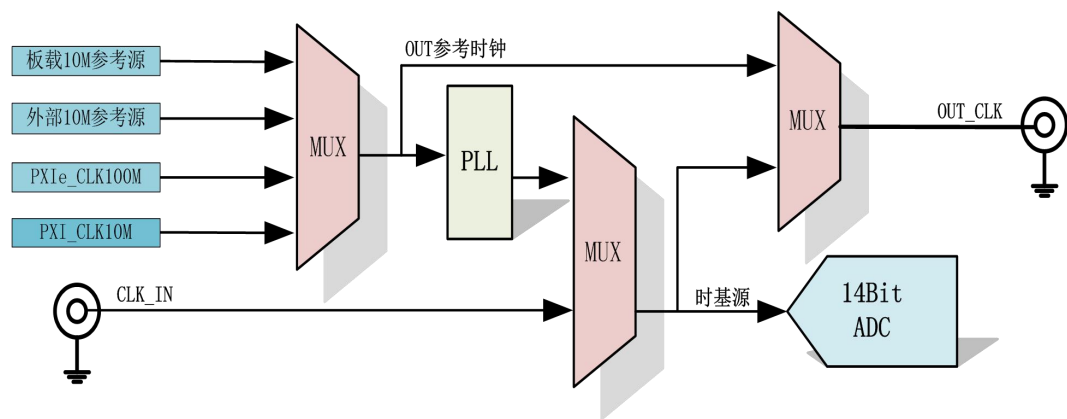 板载10M参考源
外部10M参考源
PXIe_CLK100M
PXI_CLK10M
MUX
OUT参考时钟
PLL
MUX
MUX
OUT_CLK
CLK_IN
时基源
14Bit
ADC